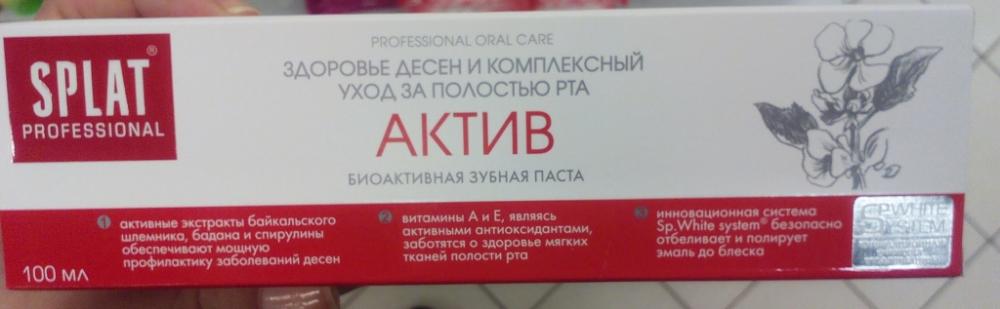 SPLAT®
PROFESSIONAL
PROFESSIONAL ORAL CARE
ЗДОРОВЬЕ ДЕСЕН И КОМПЛЕКСНЫЙ
УХОД ЗА ПОЛОСТЬЮ РТА
АКТИВ
БИОАКТИВНАЯ ЗУБНАЯ ПАСТА
1 активные экстракты байкальского
шлемника, бадана и спирулины
обеспечивают мощную
профилактику заболеваний десен
2 витамины А и Е, являясь
активными антиоксидантами,
заботятся о здоровье мягких
тканей полости рта
3 инновационная система
Sp.White system® безопасно
отбеливает и полирует
эмаль до блеска
SP.WHITE
SYSTEM
100 мл